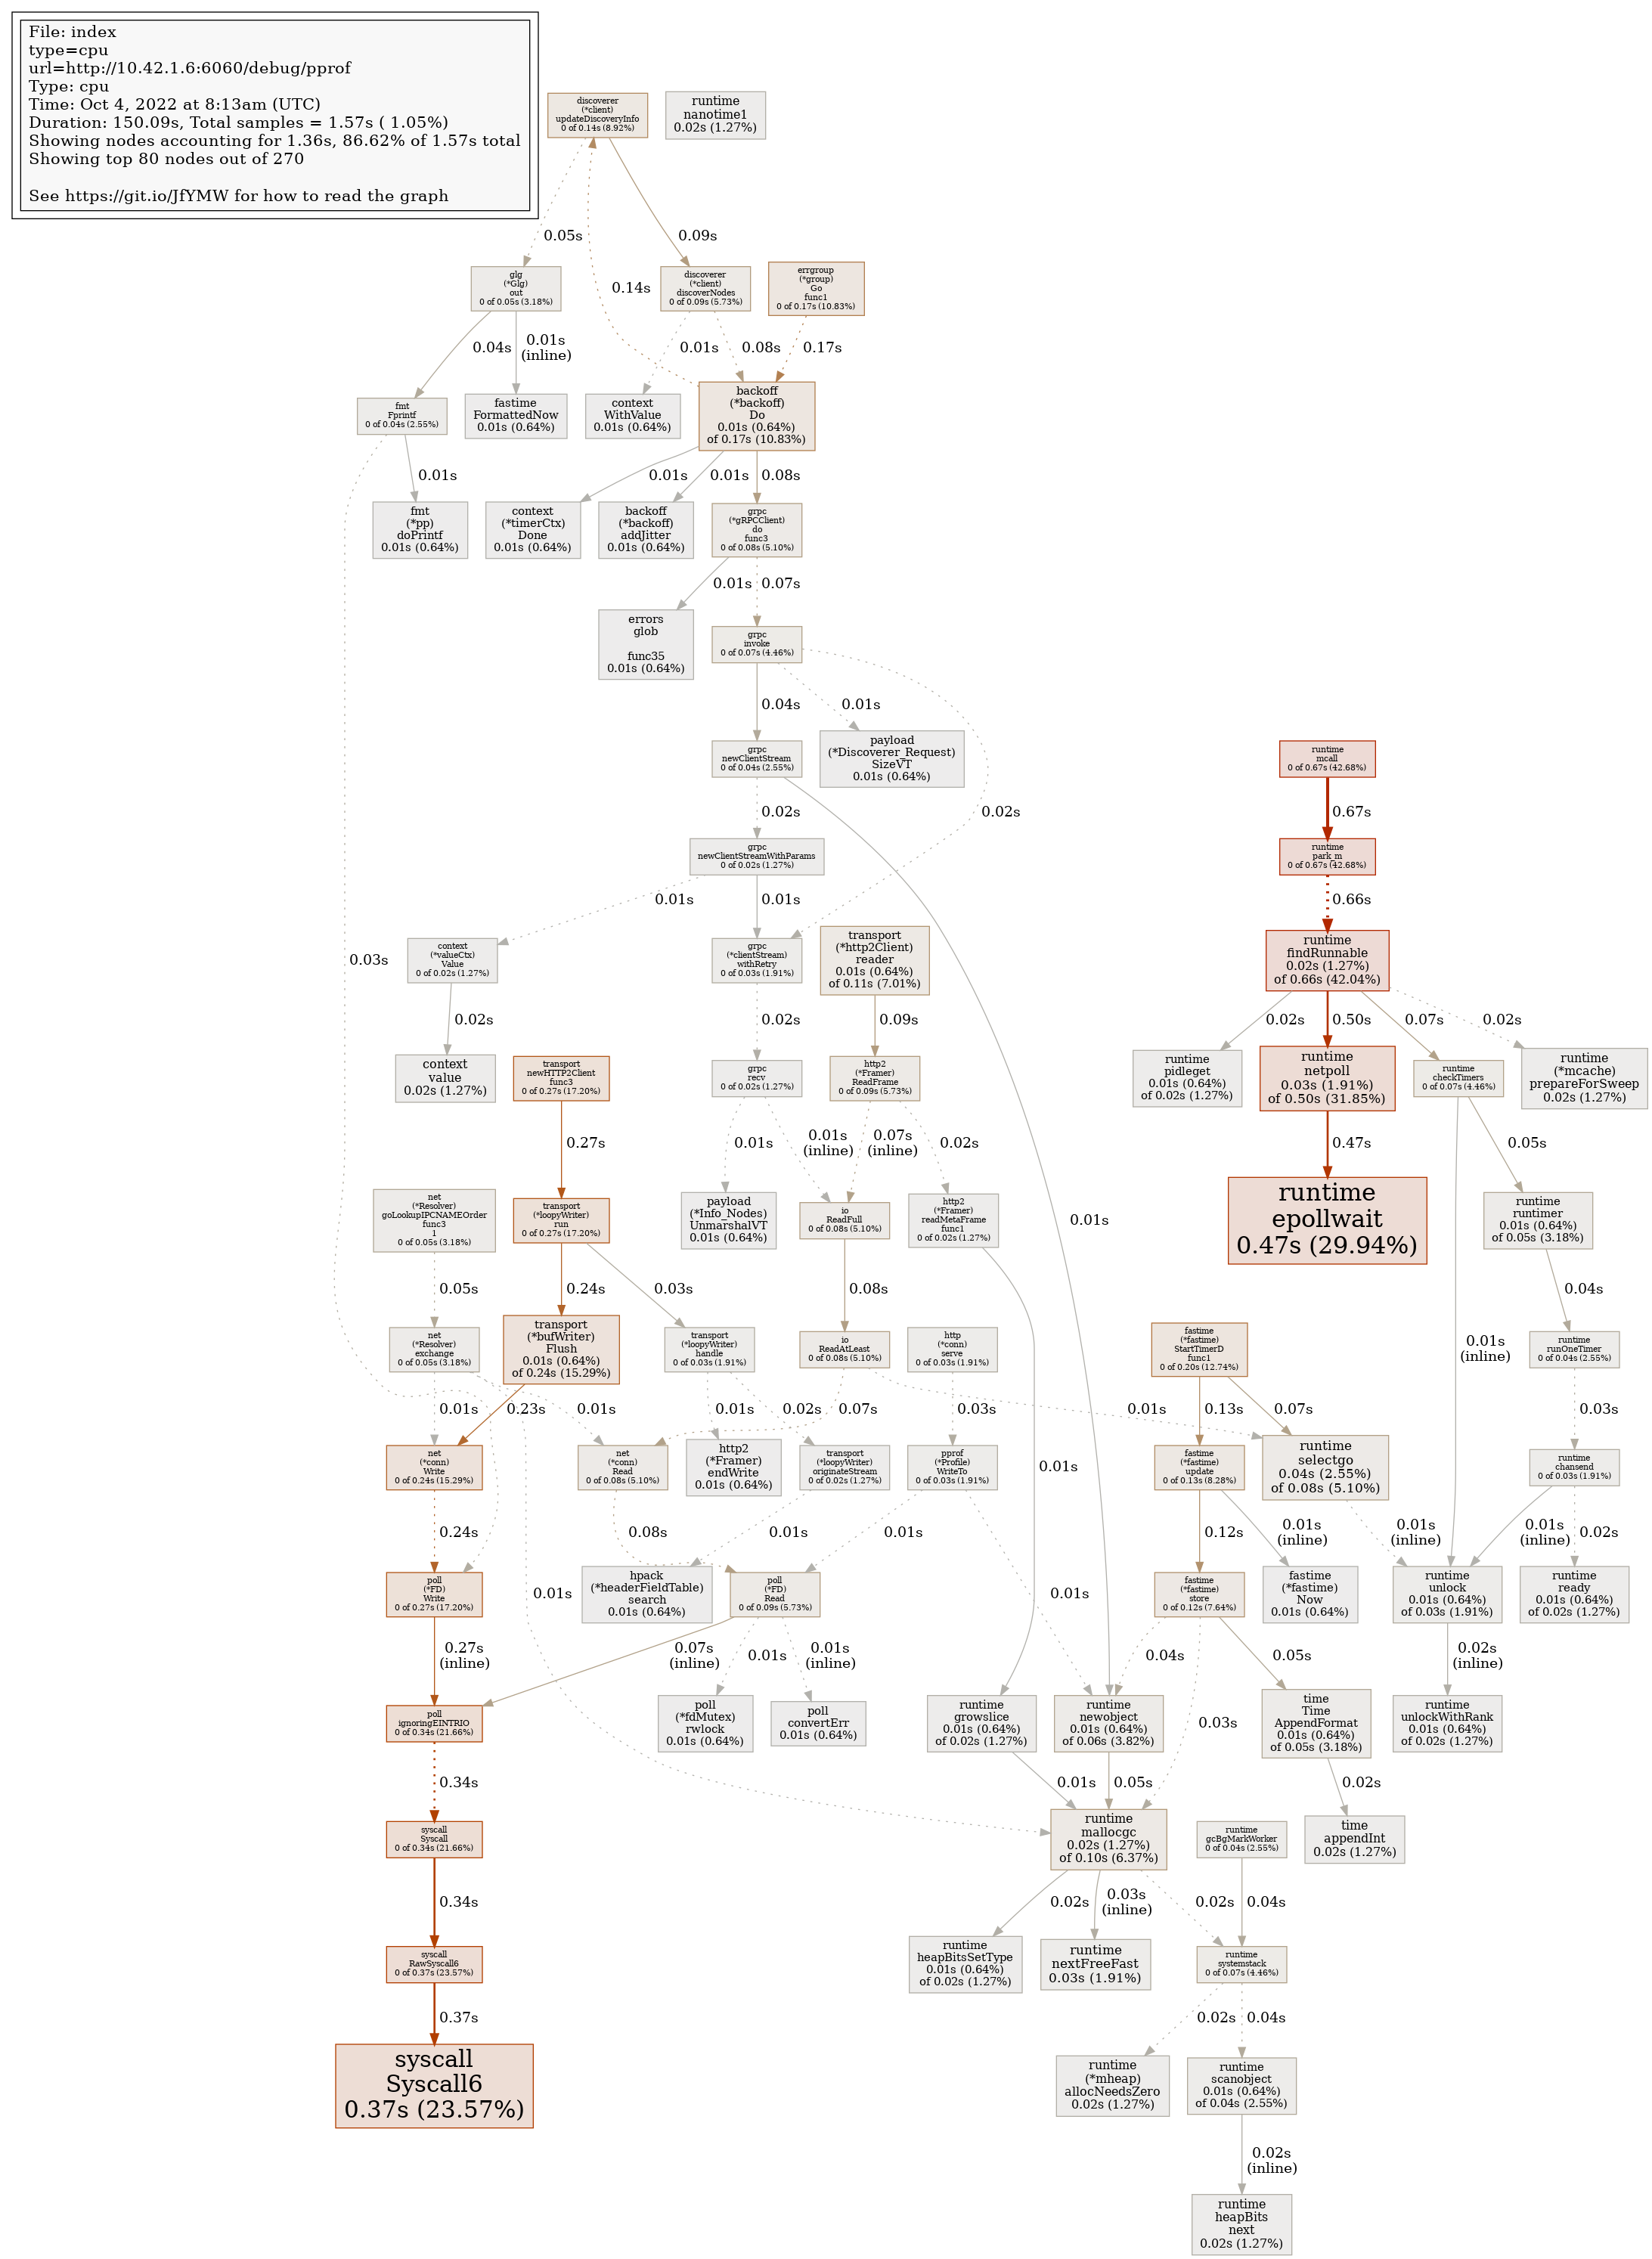 File: index
type=cpu
url=http://10.42.1.6:6060/debug/pprof
Type: cpu
Time: Oct 4, 2022 at 8:13am (UTC)
Duration: 150.09s, Total samples = 1.57s ( 1.05%)
Showing nodes accounting for 1.36s, 86.62% of 1.57s total
Showing top 80 nodes out of 270
See https://git.io/JfYMW for how to read the graph
discoverer
(*client)
updateDiscoveryInfo
0 of 0.14s (8.92%)
runtime
nanotime1
0.02s (1.27%)
0.05s
0.09s
0.14s
glg
(*Glg)
out
0 of 0.05s (3.18%)
discoverer
(*client)
discoverNodes
0 of 0.09s (5.73%)
errgroup
(*group)
Go
func1
0 of 0.17s (10.83%)
0.04s
0.01s
(inline)
0.01s
0.08s
0.17s
fmt
Fprintf
0 of 0.04s (2.55%)
fastime
FormattedNow
0.01s (0.64%)
context
WithValue
0.01s (0.64%)
backoff
(*backoff)
Do
0.01s (0.64%)
of 0.17s (10.83%)
0.01s
0.01s
0.01s
0.08s
fmt
(*pp)
doPrintf
0.01s (0.64%)
context
(*timerCtx)
Done
0.01s (0.64%)
backoff
(*backoff)
addJitter
0.01s (0.64%)
grpc
(*gRPCClient)
do
func3
0 of 0.08s (5.10%)
0.01s
0.07s
errors
glob
func35
0.01s (0.64%)
grpc
invoke
0 of 0.07s (4.46%)
0.04s
0.01s
0.02s
grpc
newClientStream
0 of 0.04s (2.55%)
payload
(*Discoverer_Request)
SizeVT
0.01s (0.64%)
runtime
mcall
0 of 0.67s (42.68%)
0.02s
0.67s
grpc
newClientStreamWithParams
0 of 0.02s (1.27%)
runtime
park_m
0 of 0.67s (42.68%)
0.01s
0.01s
0.66s
0.03s
context
(*valueCtx)
Value
0 of 0.02s (1.27%)
grpc
(*clientStream)
withRetry
0 of 0.03s (1.91%)
transport
(*http2Client)
reader
0.01s (0.64%)
of 0.11s (7.01%)
runtime
findRunnable
0.02s (1.27%)
of 0.66s (42.04%)
0.02s
0.02s
0.09s
0.02s
0.50s
0.07s
0.02s
context
value
0.02s (1.27%)
transport
newHTTP2Client
func3
0 of 0.27s (17.20%)
grpc
recv
0 of 0.02s (1.27%)
http2
(*Framer)
ReadFrame
0 of 0.09s (5.73%)
runtime
pidleget
0.01s (0.64%)
of 0.02s (1.27%)
runtime
netpoll
0.03s (1.91%)
of 0.50s (31.85%)
runtime
checkTimers
0 of 0.07s (4.46%)
runtime
(*mcache)
prepareForSweep
0.02s (1.27%)
0.27s
0.01s
0.01s
(inline)
0.07s
(inline)
0.02s
0.47s
0.05s
net
(*Resolver)
goLookupIPCNAMEOrder
func3
1
0 of 0.05s (3.18%)
transport
(*loopyWriter)
run
0 of 0.27s (17.20%)
payload
(*Info_Nodes)
UnmarshalVT
0.01s (0.64%)
io
ReadFull
0 of 0.08s (5.10%)
http2
(*Framer)
readMetaFrame
func1
0 of 0.02s (1.27%)
0.01s
runtime
epollwait
0.47s (29.94%)
runtime
runtimer
0.01s (0.64%)
of 0.05s (3.18%)
0.05s
0.24s
0.03s
0.08s
0.04s
net
(*Resolver)
exchange
0 of 0.05s (3.18%)
transport
(*bufWriter)
Flush
0.01s (0.64%)
of 0.24s (15.29%)
transport
(*loopyWriter)
handle
0 of 0.03s (1.91%)
io
ReadAtLeast
0 of 0.08s (5.10%)
http
(*conn)
serve
0 of 0.03s (1.91%)
fastime
(*fastime)
StartTimerD
func1
0 of 0.20s (12.74%)
0.01s
(inline)
runtime
runOneTimer
0 of 0.04s (2.55%)
0.01s
0.23s
0.01s
0.01s
0.02s
0.07s
0.03s
0.01s
0.13s
0.07s
0.03s
net
(*conn)
Write
0 of 0.24s (15.29%)
net
(*conn)
Read
0 of 0.08s (5.10%)
http2
(*Framer)
endWrite
0.01s (0.64%)
transport
(*loopyWriter)
originateStream
0 of 0.02s (1.27%)
pprof
(*Profile)
WriteTo
0 of 0.03s (1.91%)
0.01s
fastime
(*fastime)
update
0 of 0.13s (8.28%)
runtime
selectgo
0.04s (2.55%)
of 0.08s (5.10%)
runtime
chansend
0 of 0.03s (1.91%)
0.24s
0.08s
0.01s
0.01s
0.12s
0.01s
(inline)
0.01s
(inline)
0.01s
(inline)
0.02s
poll
(*FD)
Write
0 of 0.27s (17.20%)
0.01s
hpack
(*headerFieldTable)
search
0.01s (0.64%)
poll
(*FD)
Read
0 of 0.09s (5.73%)
0.01s
fastime
(*fastime)
store
0 of 0.12s (7.64%)
fastime
(*fastime)
Now
0.01s (0.64%)
runtime
unlock
0.01s (0.64%)
of 0.03s (1.91%)
runtime
ready
0.01s (0.64%)
of 0.02s (1.27%)
0.27s
(inline)
0.07s
(inline)
0.01s
0.01s
(inline)
0.04s
0.05s
0.02s
(inline)
poll
ignoringEINTRIO
0 of 0.34s (21.66%)
poll
(*fdMutex)
rwlock
0.01s (0.64%)
poll
convertErr
0.01s (0.64%)
runtime
growslice
0.01s (0.64%)
of 0.02s (1.27%)
runtime
newobject
0.01s (0.64%)
of 0.06s (3.82%)
0.03s
time
Time
AppendFormat
0.01s (0.64%)
of 0.05s (3.18%)
runtime
unlockWithRank
0.01s (0.64%)
of 0.02s (1.27%)
0.34s
0.01s
0.05s
0.02s
syscall
Syscall
0 of 0.34s (21.66%)
runtime
mallocgc
0.02s (1.27%)
of 0.10s (6.37%)
runtime
gcBgMarkWorker
0 of 0.04s (2.55%)
time
appendInt
0.02s (1.27%)
0.34s
0.02s
0.03s
(inline)
0.02s
0.04s
syscall
RawSyscall6
0 of 0.37s (23.57%)
runtime
heapBitsSetType
0.01s (0.64%)
of 0.02s (1.27%)
runtime
nextFreeFast
0.03s (1.91%)
runtime
systemstack
0 of 0.07s (4.46%)
0.37s
0.02s
0.04s
syscall
Syscall6
0.37s (23.57%)
runtime
(*mheap)
allocNeedsZero
0.02s (1.27%)
runtime
scanobject
0.01s (0.64%)
of 0.04s (2.55%)
0.02s
(inline)
runtime
heapBits
next
0.02s (1.27%)